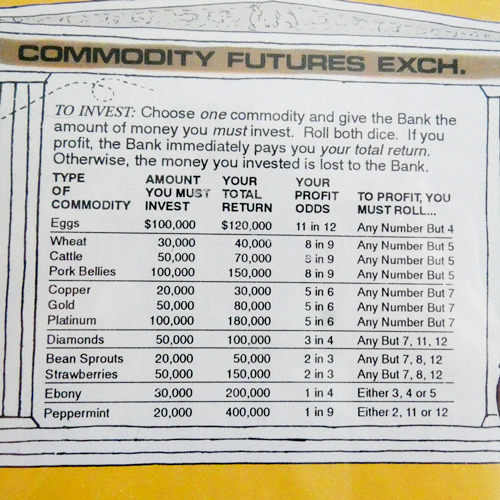 COMMODITY FUTURES EXCH.
TO INVEST: Choose one commodity and give the Bank the
amount of money you must invest. Roll both dice. If you
profit, the Bank immediately pays you your total return.
Otherwise, the money you invested is lost to the Bank.
TYPE AMOUNT YOUR YOUR
OF YOU MUST TOTAL PROFIT TO PROFIT, YOU
COMMODITY INVEST RETURN ODDS MUST ROLL...
Eggs $100,000 $120,000 11 in 12 Any Number But 4
Wheat 30,000 40,000 8 in 9 Any Number But 5
Cattle 50,000 70,000 8 in 9 Any Number But 5
Pork Bellies 100,000 150,000 8 in 9 Any Number But 5
Copper 20,000 30,000 5 in 6 Any Number But 7
Gold 50,000 80,000 5 in 6 Any Number But 7
Platinum 100,000 180,000 5 in 6 Any Number But 7
Diamonds 50,000 100,000 3 in 4 Any But 7, 11, 12
Bean Sprouts 20,000 50,000 2 in 3 Any But 7, 8, 12
Strawberries 50,000 150,000 2 in 3 Any But 7, 8, 12
Ebony 30,000 200,000 1 in 4 Either 3, 4 or 5
Peppermint 20,000 400,000 1 in 9 Either 2, 11 or 12